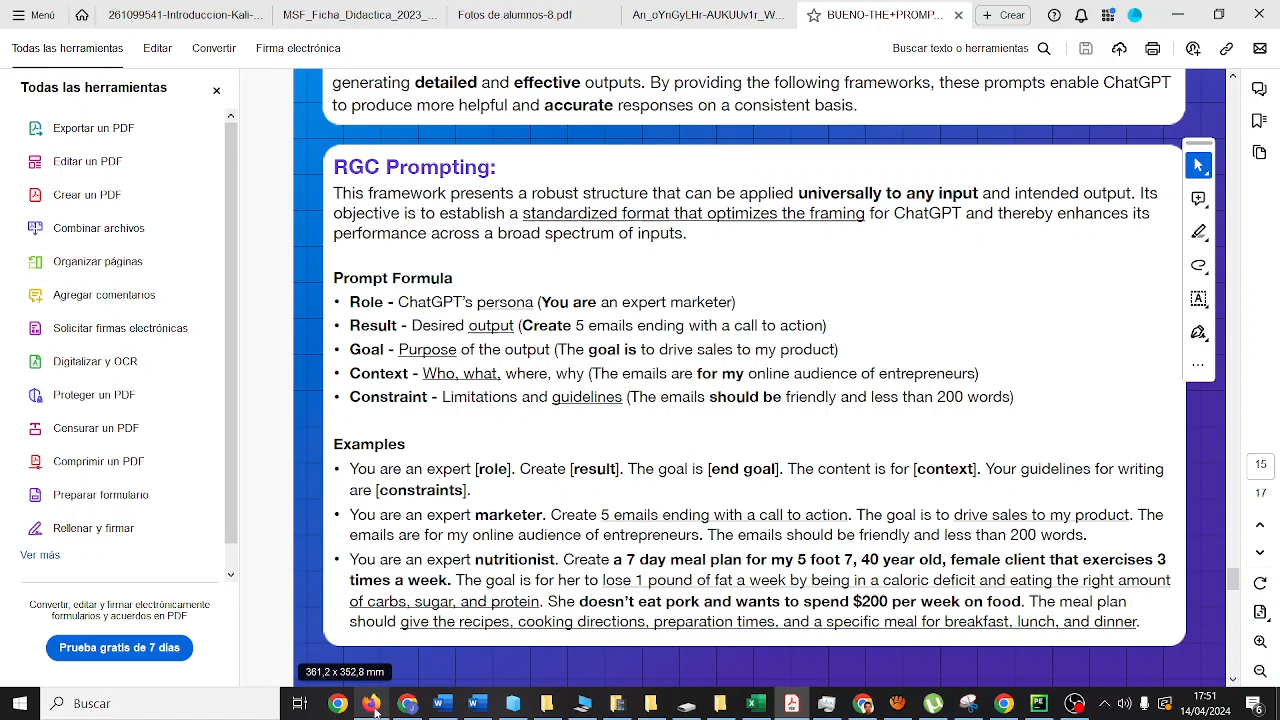 Menú
261099541-Introduccion-Kali-...
MSF_Ficha_Didactica_2023_...
Fotos de alumnos-8.pdf
An_oYnGyLHr-AUKUUv1r_W...
BUENO-THE+PROMP...
Crear
Todas las herramientas
Editar
Convertir
Firma electrónica
Buscar texto o herramientas
Todas las herramientas
Exportar un PDF
Editar un PDF
Crear un PDF
Combinar archivos
Organizar páginas
Agregar comentarios
Solicitar firmas electrónicas
Digitalizar y OCR
Proteger un PDF
Censurar un PDF
Comprimir un PDF
Preparar formulario
Rellenar y firmar
Ver más
Convertir, editar y firmar electrónicamente
formularios y acuerdos en PDF
Prueba gratis de 7 días
generating detailed and effective outputs. By providing the following frameworks, these prompts enable ChatGPT
to produce more helpful and accurate responses on a consistent basis.
RGC Prompting:
This framework presents a robust structure that can be applied universally to any input and intended output. Its
objective is to establish a standardized format that optimizes the framing for ChatGPT and thereby enhances its
performance across a broad spectrum of inputs.
Prompt Formula
• Role - ChatGPT's persona (You are an expert marketer)
• Result - Desired output (Create 5 emails ending with a call to action)
• Goal - Purpose of the output (The goal is to drive sales to my product)
• Context - Who, what, where, why (The emails are for my online audience of entrepreneurs)
• Constraint - Limitations and guidelines (The emails should be friendly and less than 200 words)
Examples
• You are an expert [role]. Create [result]. The goal is [end goal]. The content is for [context]. Your guidelines for writing
are [constraints].
• You are an expert marketer. Create 5 emails ending with a call to action. The goal is to drive sales to my product. The
emails are for my online audience of entrepreneurs. The emails should be friendly and less than 200 words.
• You are an expert nutritionist. Create a 7 day meal plan for my 5 foot 7, 40 year old, female client that exercises 3
times a week. The goal is for her to lose 1 pound of fat a week by being in a caloric deficit and eating the right amount
of carbs, sugar, and protein. She doesn't eat pork and wants to spend $200 per week on food. The meal plan
should give the recipes, cooking directions, preparation times, and a specific meal for breakfast, lunch, and dinner.
15
17
361,2 x 352,8 mm
Buscar
17:51
14/04/2024
6